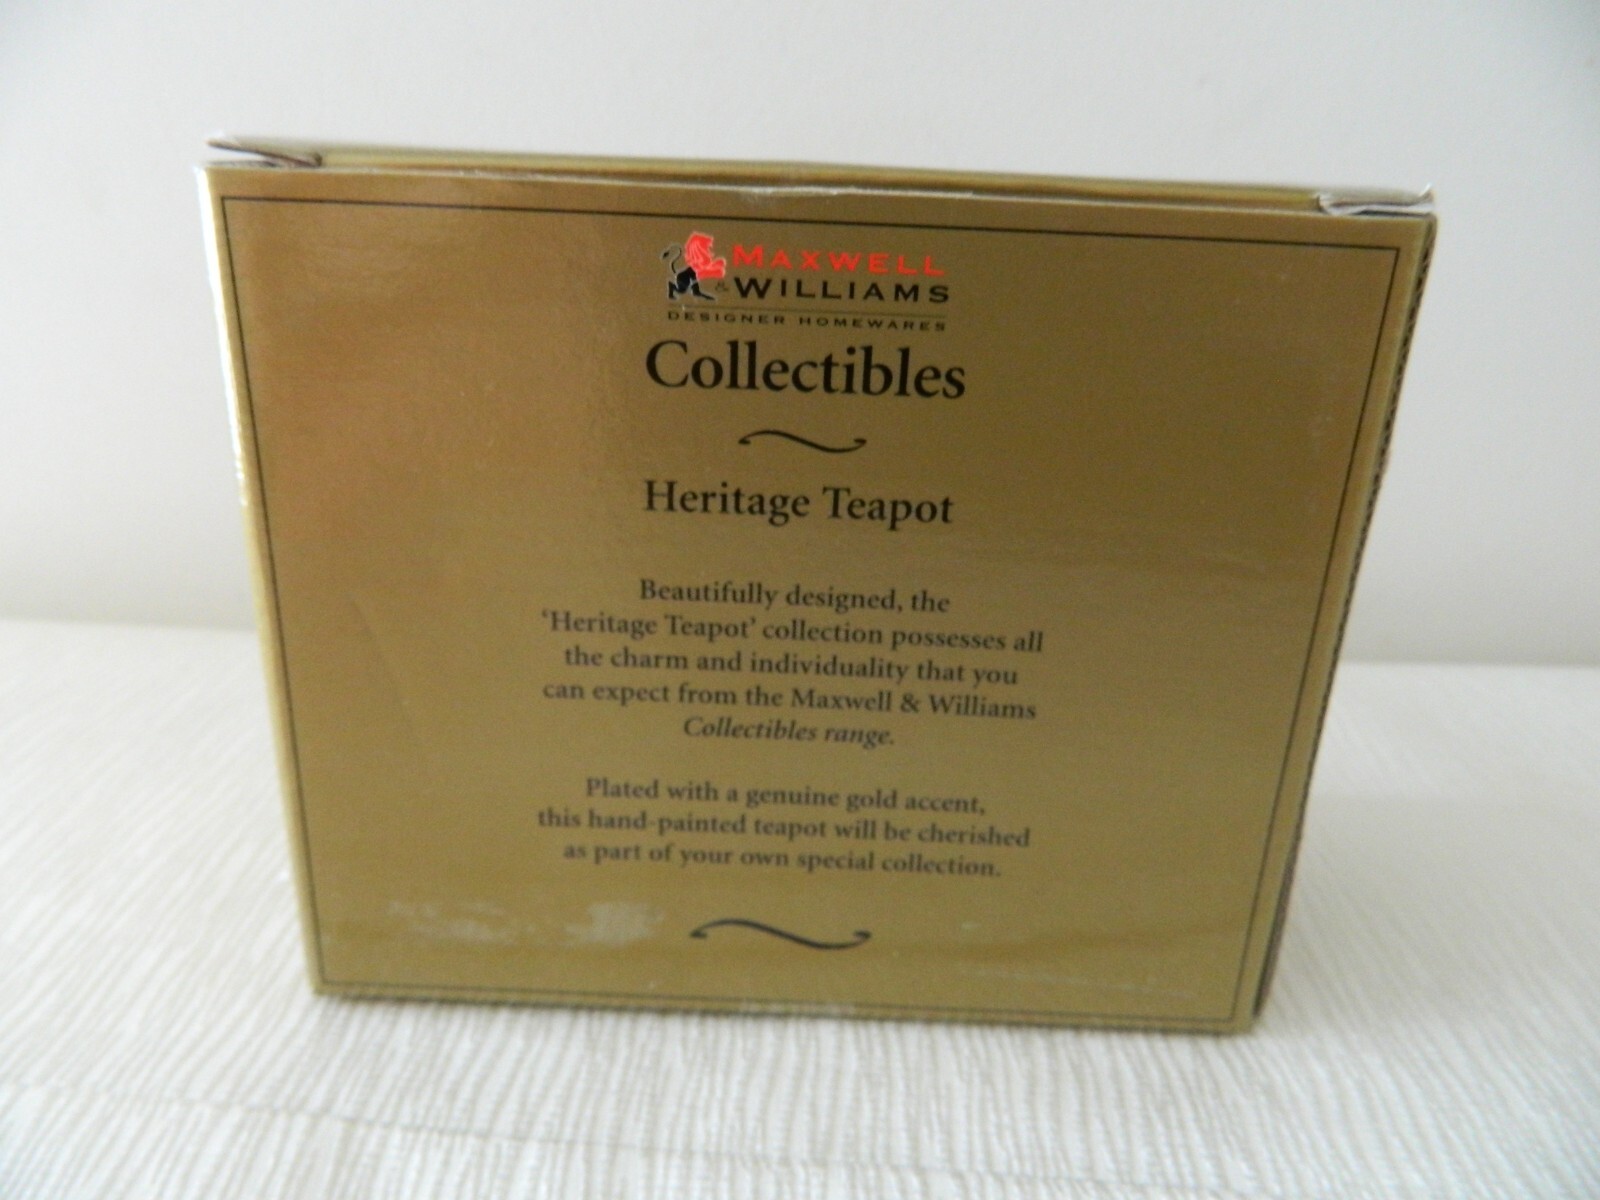 MAXWELL
& WILLIAMS
DESIGNER HOMEWARES
Collectibles
Heritage Teapot
Beautifully designed, the
‘Heritage Teapot’ collection possesses all
the charm and individuality that you
can expect from the Maxwell & Williams
Collectibles range.
Plated with a genuine gold accent,
this hand-painted teapot will be cherished
as part of your own special collection.